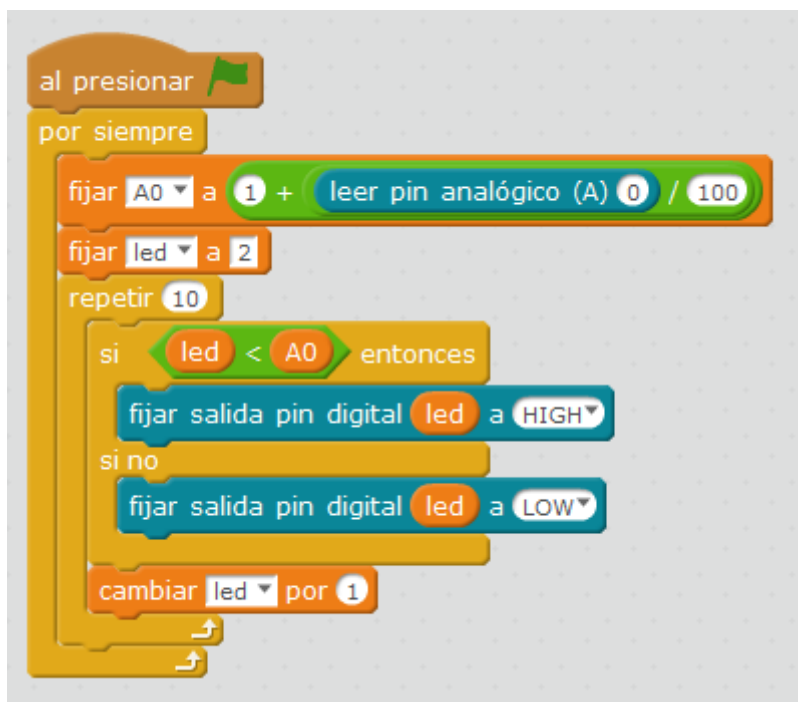 al presionar
por siempre
fijar A0 a 1 + leer pin analógico (A) 0 / 100
fijar led a 2
repetir 10
si led < A0 entonces
fijar salida pin digital led a HIGH
si no
fijar salida pin digital led a LOW
cambiar led por 1